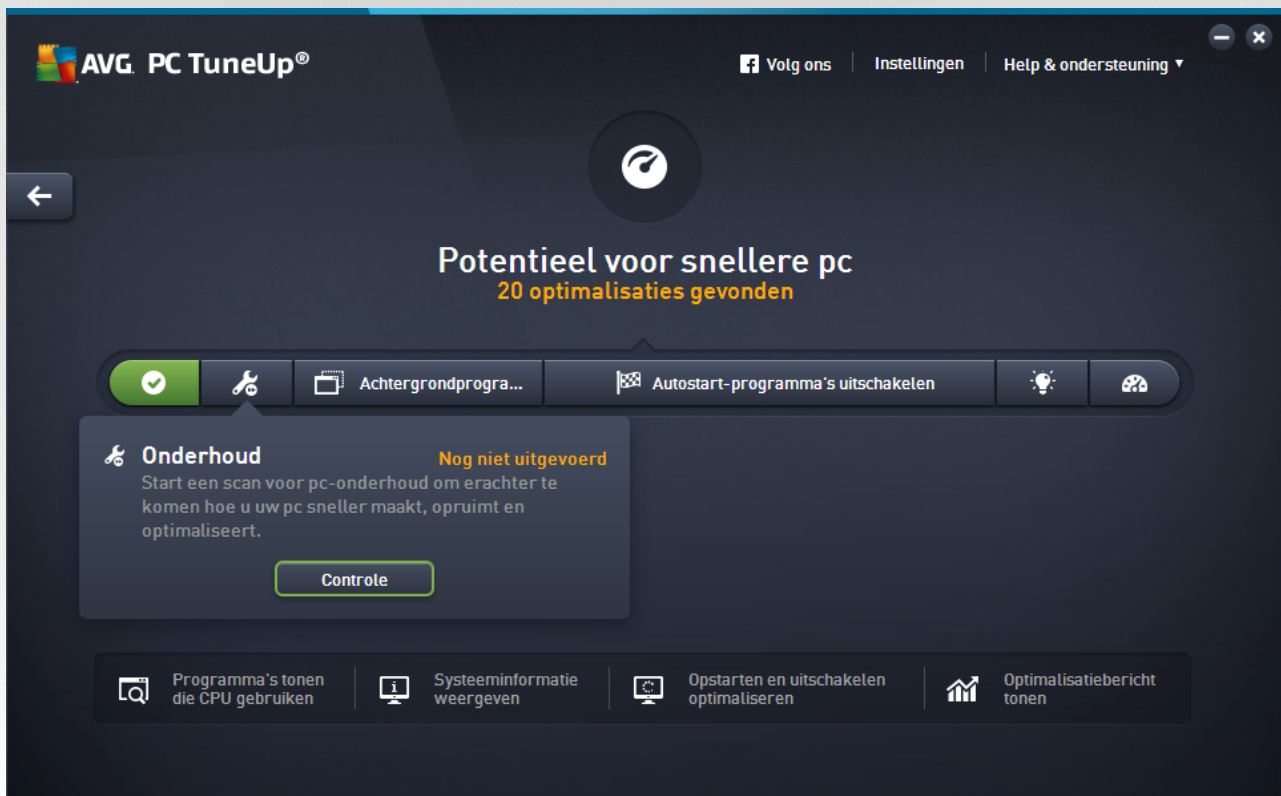 AVG. PC TuneUp®
Volg ons
Instellingen
Help & ondersteuning
Potentieel voor snellere pc
20 optimalisaties gevonden
Achtergrondprogra...
Autostart-programma's uitschakelen
Onderhoud
Nog niet uitgevoerd
Start een scan voor pc-onderhoud om erachter te
komen hoe u uw pc sneller maakt, opruimt en
optimaliseert.
Controle
Programma's tonen
die CPU gebruiken
Systeeminformatie
weergeven
Opstarten en uitschakelen
optimaliseren
Optimalisatiebericht
tonen